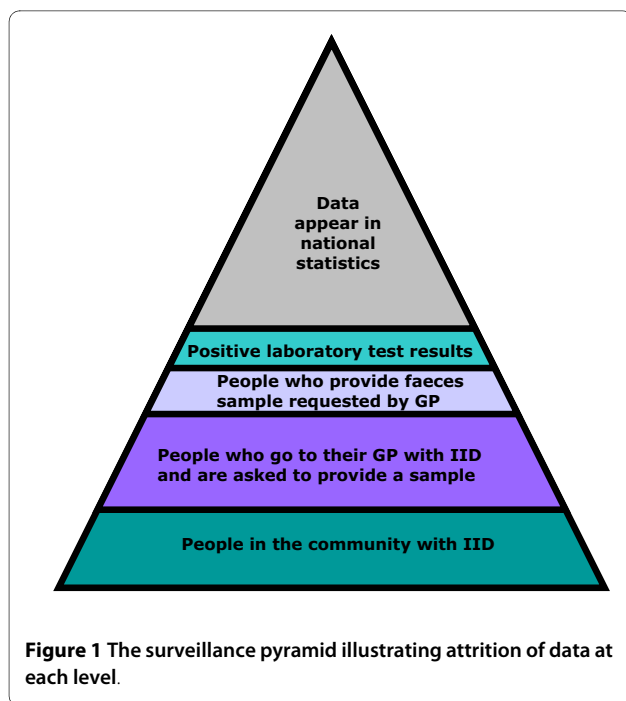 Data
appear in
national
statistics
Positive laboratory test results
People who provide faeces
sample requested by GP
People who go to their GP with IID
and are asked to provide a sample
People in the community with IID
Figure 1 The surveillance pyramid illustrating attrition of data at
each level.